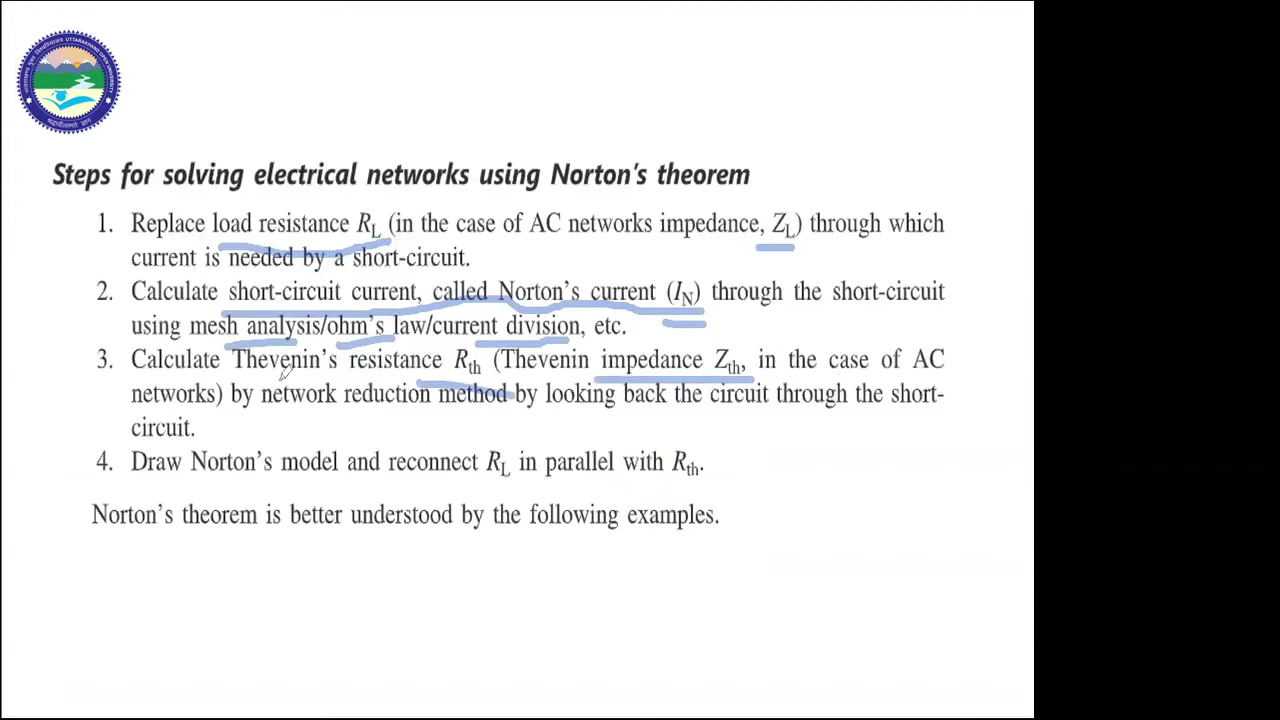 UTTARAKHAND OPEN UNIVERSITY
Steps for solving electrical networks using Norton's theorem
1. Replace load resistance R_L (in the case of AC networks impedance, Z_L) through which
current is needed by a short-circuit.
2. Calculate short-circuit current, called Norton's current (I_N) through the short-circuit
using mesh analysis/ohm's law/current division, etc.
3. Calculate Thevenin's resistance R_th (Thevenin impedance Z_th, in the case of AC
networks) by network reduction method by looking back the circuit through the short-
circuit.
4. Draw Norton's model and reconnect R_L in parallel with R_th.
Norton's theorem is better understood by the following examples.